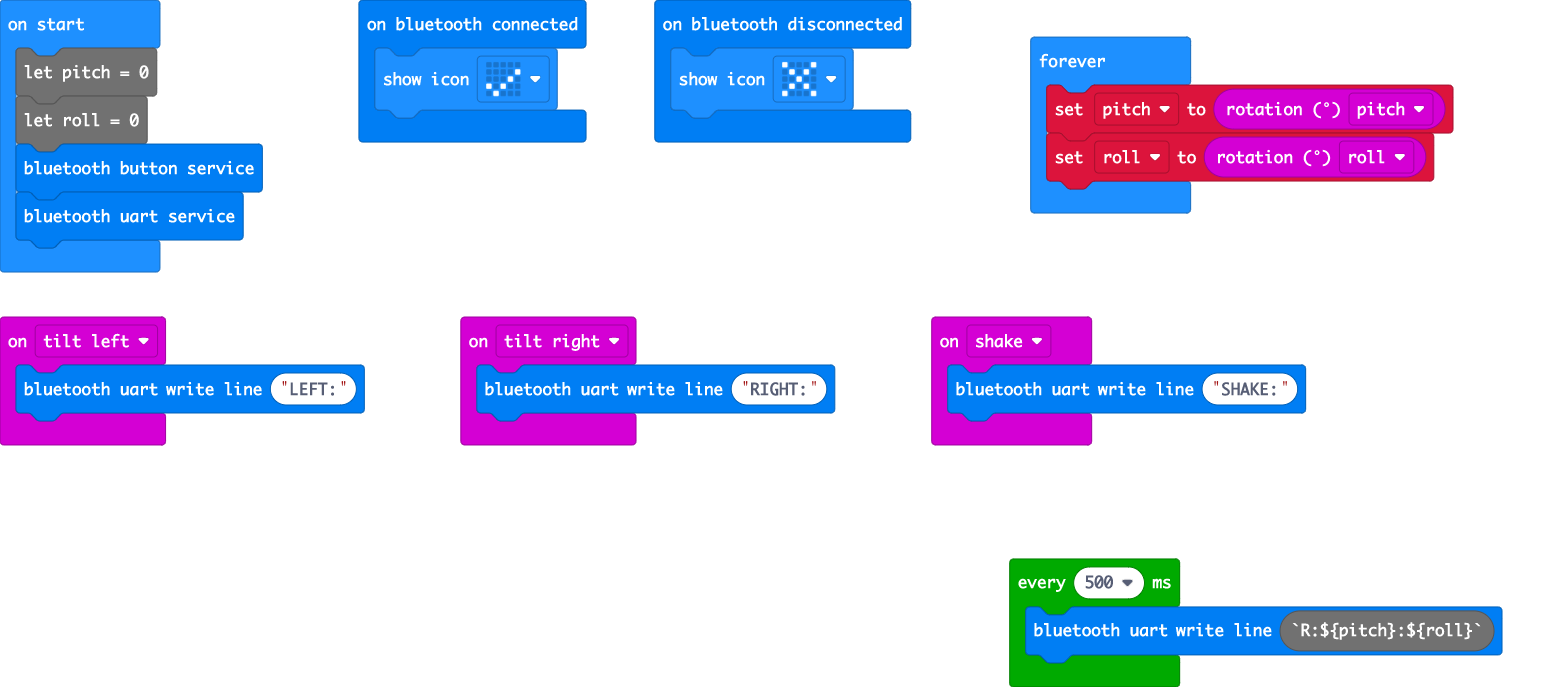 on start
let pitch = 0
let roll = 0
bluetooth button service
bluetooth uart service
on bluetooth connected
show icon
on bluetooth disconnected
show icon
forever
set pitch to rotation (°) pitch
set roll to rotation (°) roll
on tilt left
bluetooth uart write line "LEFT:"
on tilt right
bluetooth uart write line "RIGHT:"
on shake
bluetooth uart write line "SHAKE:"
every 500 ms
bluetooth uart write line `R:${pitch}:${roll}`